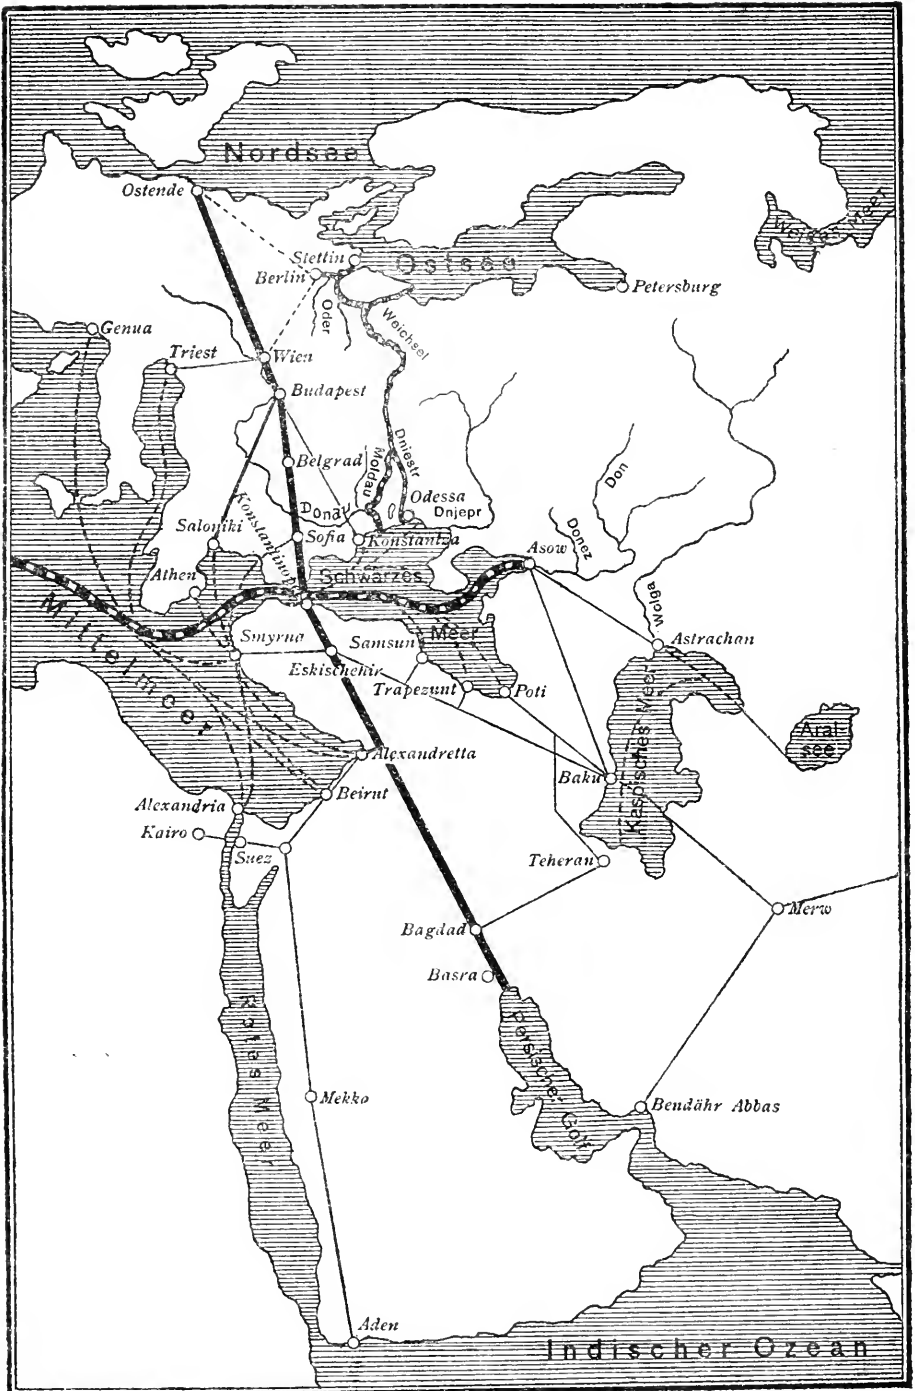 Nordsee
Ostende
Weißes Meer
Stettin
Ostsee
Berlin
Petersburg
Oder
Weichsel
Genua
Triest
Wien
Budapest
Dniestr
Moldau
Belgrad
Don
Donau
Odessa
Dnjepr
Saloniki
Konstantinopel
Sofia
Konstantza
Donez
Asow
Athen
Schwarzes
Meer
Wolga
Mittelmeer
Smyrna
Samsun
Astrachan
Eskischehir
Trapezunt
Poti
Aral
see
Alexandretta
Baku
Kaspisches Meer
Alexandria
Beirut
Kairo
Suez
Teheran
Merw
Bagdad
Basra
Rotes Meer
Persischer Golf
Mekka
Bendähr Abbas
Aden
Indischer Ozean